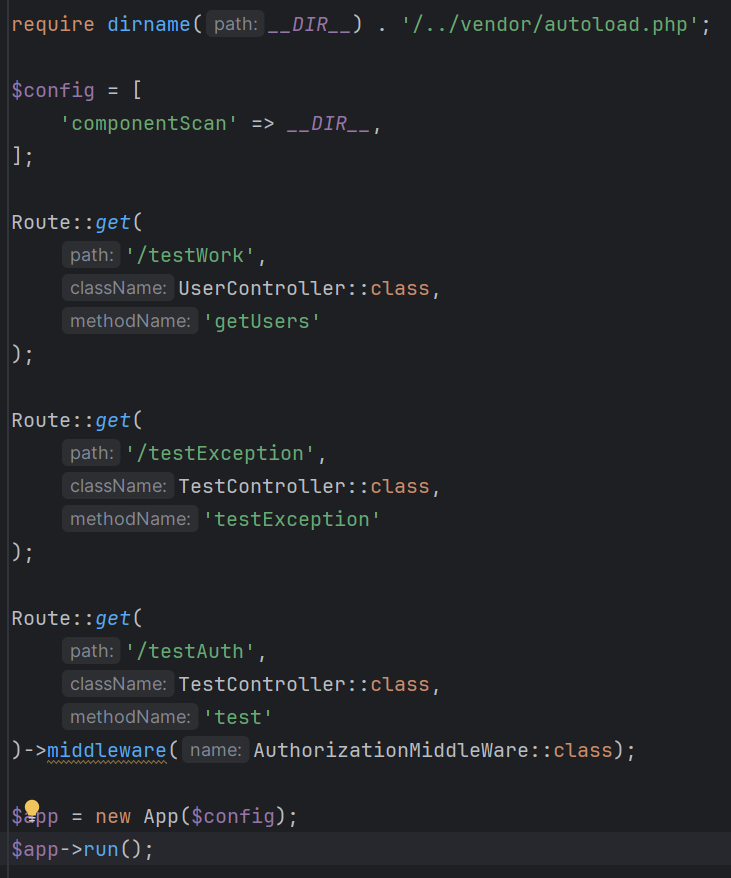 require dirname( path: __DIR__) . '/../vendor/autoload.php';
$config = [
'componentScan' => __DIR__,
];
Route::get(
path: '/testWork',
className: UserController::class,
methodName: 'getUsers'
);
Route::get(
path: '/testException',
className: TestController::class,
methodName: 'testException'
);
Route::get(
path: '/testAuth',
className: TestController::class,
methodName: 'test'
)->middleware( name: AuthorizationMiddleWare::class);
$app = new App($config);
$app->run();